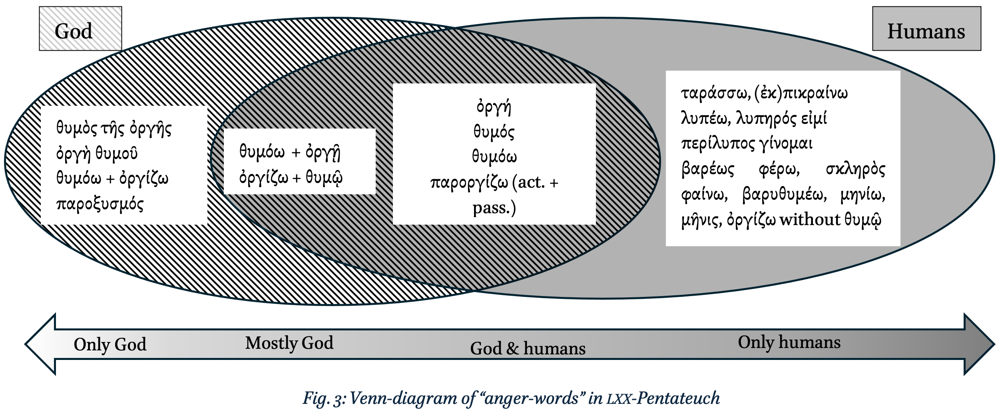 God
Humans
θυμὸς τῆς ὀργῆς
ὀργὴ θυμοῦ
θυμόω + ὀργίζω
παροξυσμός
θυμόω + ὀργῇ
ὀργίζω + θυμῷ
ὀργή
θυμός
θυμόω
παροργίζω (act. +
pass.)
ταράσσω, (ἐκ)πικραίνω
λυπέω, λυπηρός εἰμί
περίλυπος γίνομαι
βαρέως φέρω, σκληρὸς
φαίνω, βαρυθυμέω, μηνίω,
μῆνις, ὀργίζω without θυμῷ
Only God
Mostly God
God & humans
Only humans
Fig. 3: Venn-diagram of “anger-words” in LXX-Pentateuch